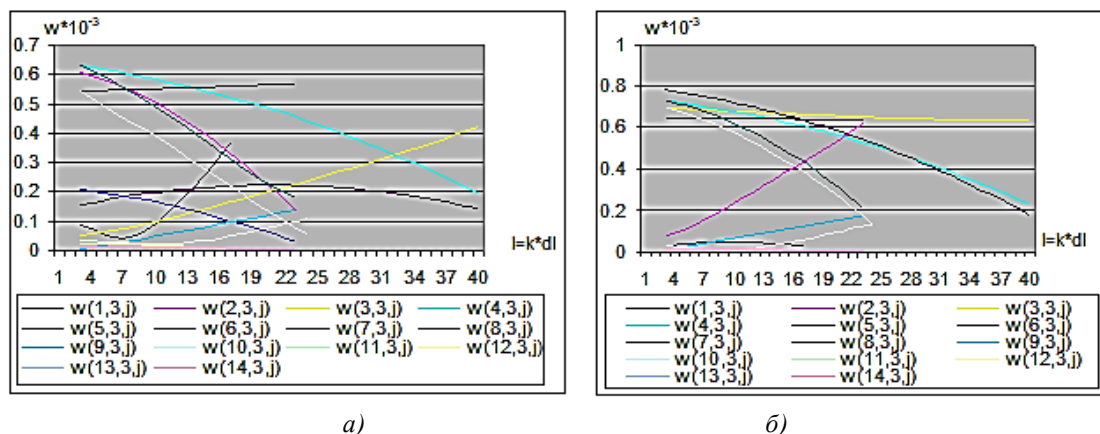 w*10⁻³
0.7
0.6
0.5
0.4
0.3
0.2
0.1
0
l=k*dl
1 4 7 10 13 16 19 22 25 28 31 34 37 40
w(1,3,j) w(2,3,j) w(3,3,j) w(4,3,j)
w(5,3,j) w(6,3,j) w(7,3,j) w(8,3,j)
w(9,3,j) w(10,3,j) w(11,3,j) w(12,3,j)
w(13,3,j) w(14,3,j)
а)
w*10⁻³
1
0.8
0.6
0.4
0.2
0
l=k*dl
1 4 7 10 13 16 19 22 25 28 31 34 37 40
w(1,3,j) w(2,3,j) w(3,3,j)
w(4,3,j) w(5,3,j) w(6,3,j)
w(7,3,j) w(8,3,j) w(9,3,j)
w(10,3,j) w(11,3,j) w(12,3,j)
w(13,3,j) w(14,3,j)
б)